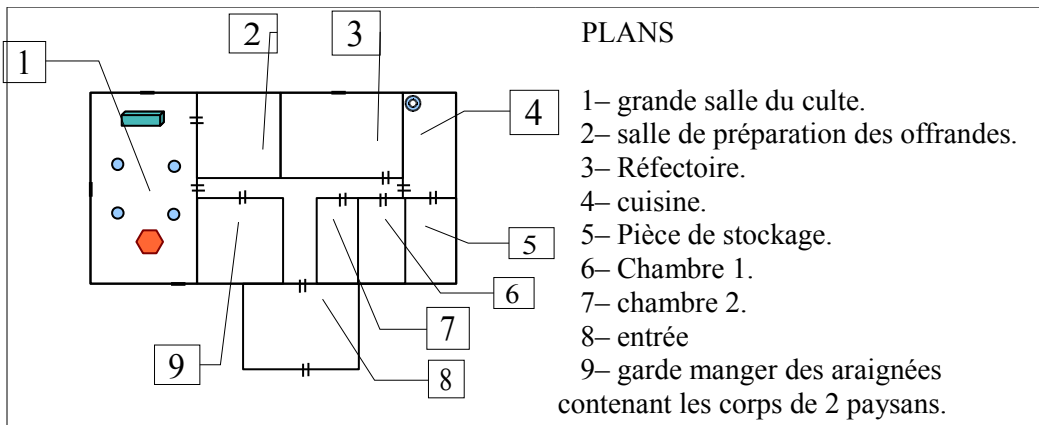 PLANS
1– grande salle du culte.
2– salle de préparation des offrandes.
3– Réfectoire.
4– cuisine.
5– Pièce de stockage.
6– Chambre 1.
7– chambre 2.
8– entrée
9– garde manger des araignées
contenant les corps de 2 paysans.
1
2
3
4
5
6
7
8
9